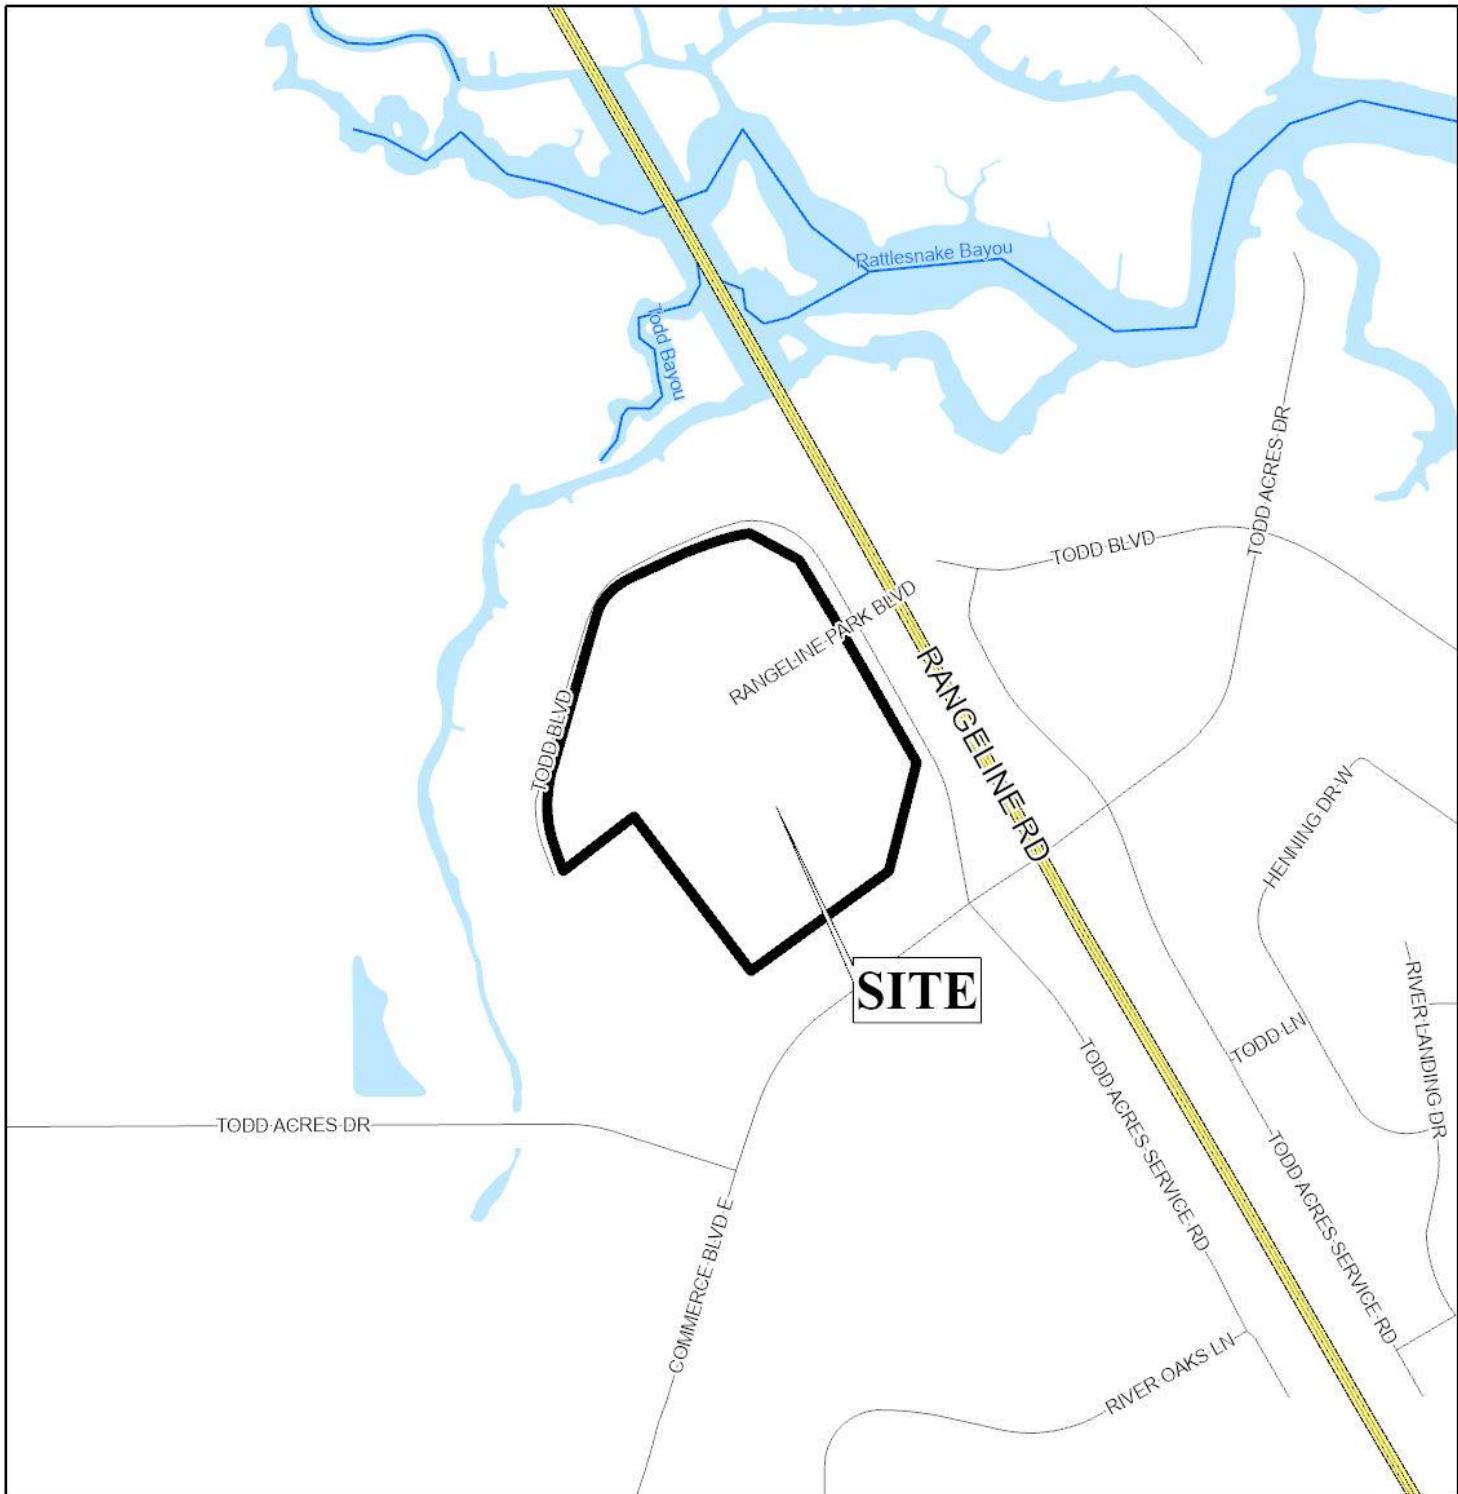 Rattlesnake Bayou
Todd Bayou
TODD ACRES DR
TODD BLVD
RANGELINE PARK BLVD
RANGELINE RD
TODD BLVD
HENNING DR W
SITE
RIVER LANDING DR
TODD LN
TODD ACRES SERVICE RD
TODD ACRES DR
TODD ACRES SERVICE RD
COMMERCE BLVD E
RIVER OAKS LN